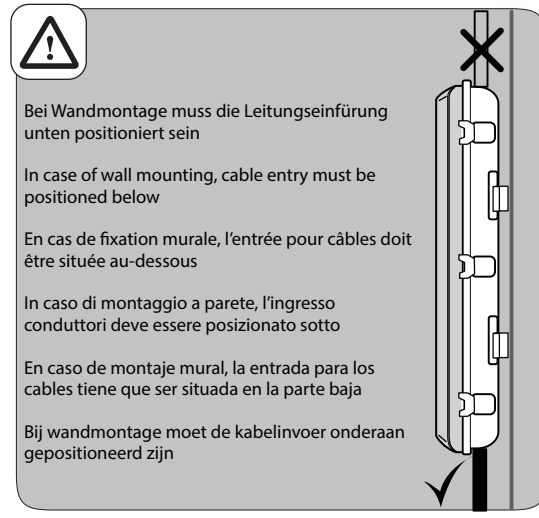 Bei Wandmontage muss die Leitungseinfürung
unten positioniert sein
In case of wall mounting, cable entry must be
positioned below
En cas de fixation murale, l'entrée pour câbles doit
être située au-dessous
In caso di montaggio a parete, l'ingresso
conduttori deve essere posizionato sotto
En caso de montaje mural, la entrada para los
cables tiene que ser situada en la parte baja
Bij wandmontage moet de kabelinvoer onderaan
gepositioneerd zijn